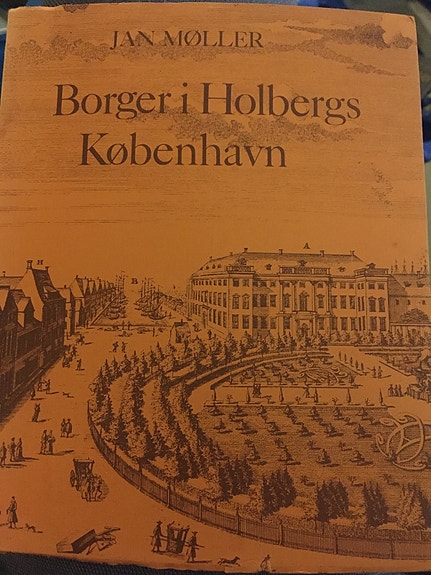 JAN MØLLER
Borger i Holbergs
København
A
B